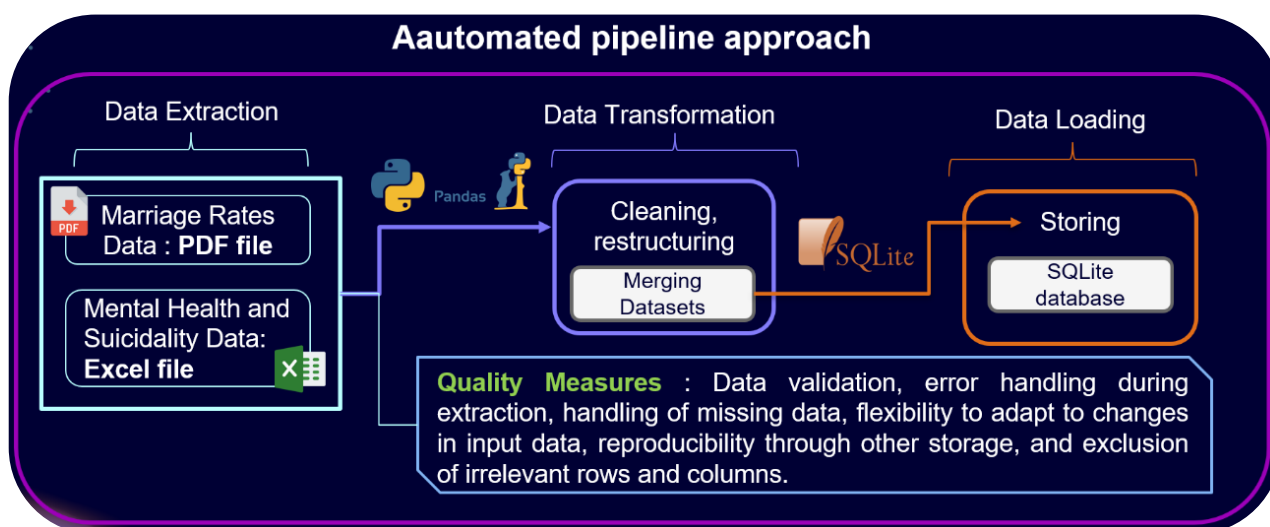 Aautomated pipeline approach
Data Extraction
Data Transformation
Data Loading
PDF
Marriage Rates
Data : PDF file
Mental Health and
Suicidality Data:
Excel file
X
Pandas
Cleaning,
restructuring
Merging
Datasets
SQLite
Storing
SQLite
database
Quality Measures : Data validation, error handling during
extraction, handling of missing data, flexibility to adapt to changes
in input data, reproducibility through other storage, and exclusion
of irrelevant rows and columns.